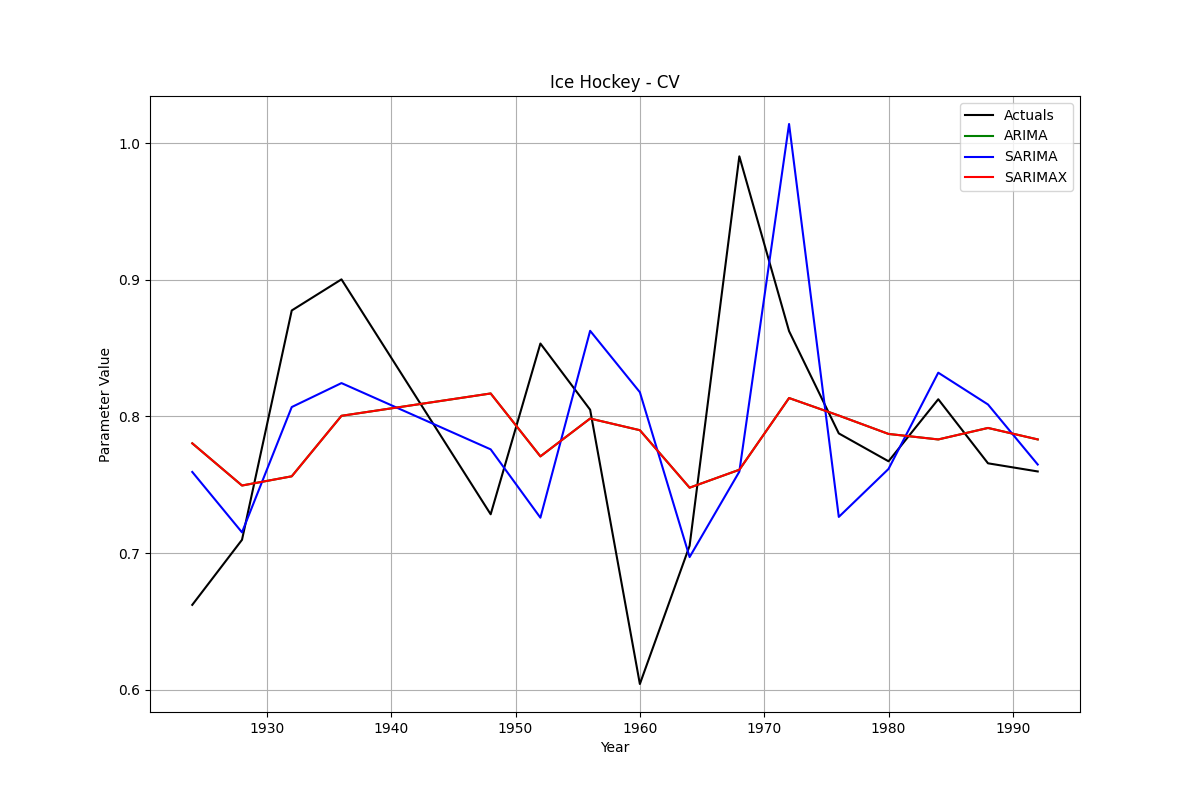 Ice Hockey - CV
Actuals
ARIMA
SARIMA
SARIMAX
Parameter Value
1.0
0.9
0.8
0.7
0.6
1930 1940 1950 1960 1970 1980 1990
Year